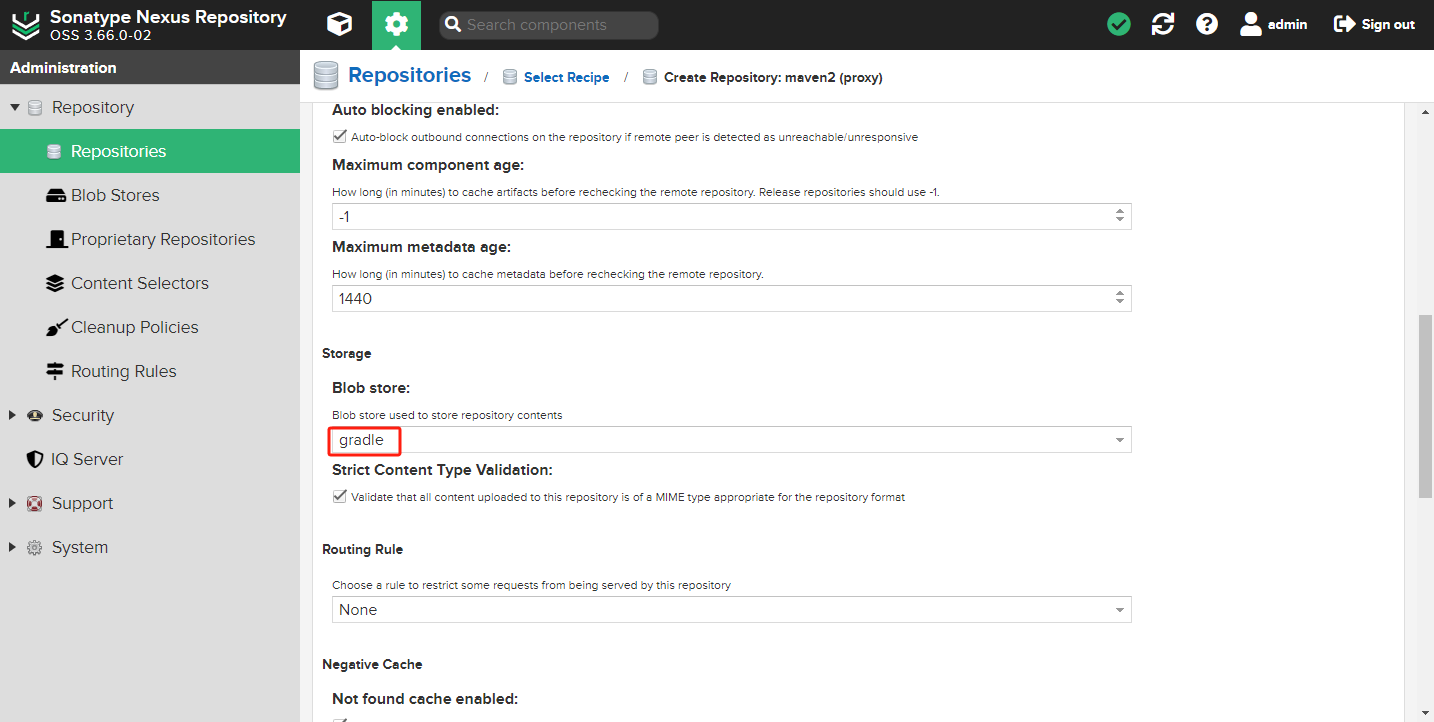 Sonatype Nexus Repository
OSS 3.66.0-02
Search components
admin
Sign out
Administration
Repository
Repositories
Blob Stores
Proprietary Repositories
Content Selectors
Cleanup Policies
Routing Rules
Security
IQ Server
Support
System
Repositories / Select Recipe / Create Repository: maven2 (proxy)
Auto blocking enabled:
Auto-block outbound connections on the repository if remote peer is detected as unreachable/unresponsive
Maximum component age:
How long (in minutes) to cache artifacts before rechecking the remote repository. Release repositories should use -1.
-1
Maximum metadata age:
How long (in minutes) to cache metadata before rechecking the remote repository.
1440
Storage
Blob store:
Blob store used to store repository contents
gradle
Strict Content Type Validation:
Validate that all content uploaded to this repository is of a MIME type appropriate for the repository format
Routing Rule
Choose a rule to restrict some requests from being served by this repository
None
Negative Cache
Not found cache enabled: